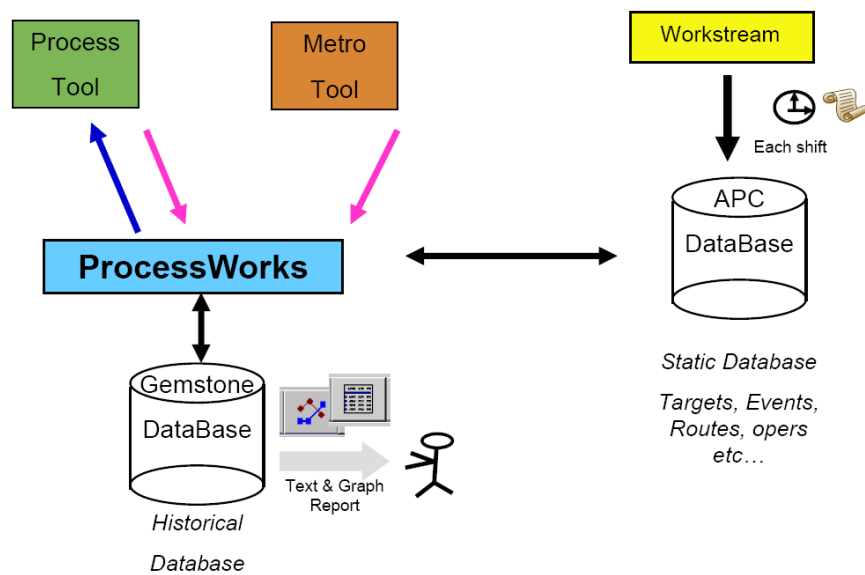 Process
Tool
Metro
Tool
Workstream
Each shift
APC
DataBase
ProcessWorks
Static Database
Targets, Events,
Routes, opers
etc…
Gemstone
DataBase
Text & Graph
Report
Historical
Database